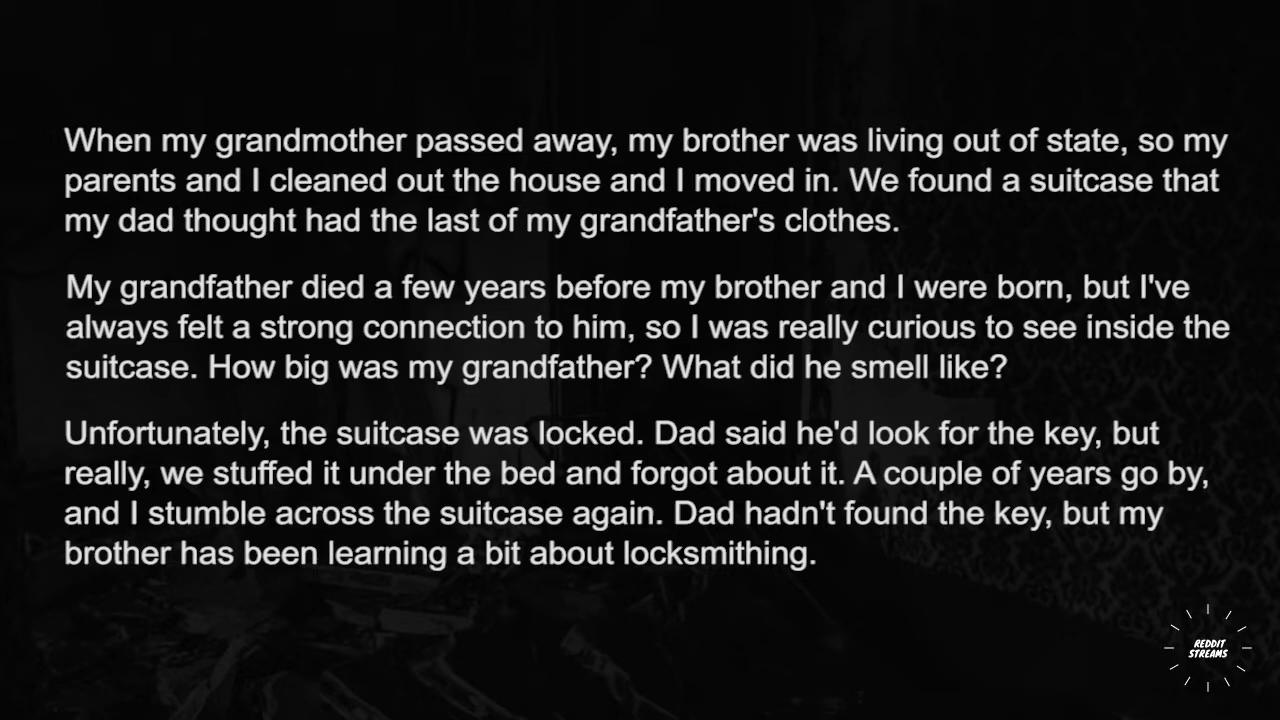 When my grandmother passed away, my brother was living out of state, so my
parents and I cleaned out the house and I moved in. We found a suitcase that
my dad thought had the last of my grandfather's clothes.
My grandfather died a few years before my brother and I were born, but I've
always felt a strong connection to him, so I was really curious to see inside the
suitcase. How big was my grandfather? What did he smell like?
Unfortunately, the suitcase was locked. Dad said he'd look for the key, but
really, we stuffed it under the bed and forgot about it. A couple of years go by,
and I stumble across the suitcase again. Dad hadn't found the key, but my
brother has been learning a bit about locksmithing.
REDDIT
STREAMS